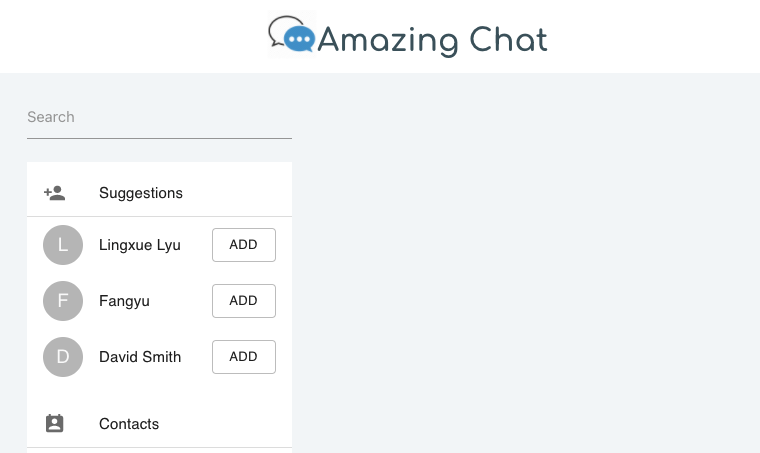 Amazing Chat
Search
Suggestions
L Lingxue Lyu ADD
F Fangyu ADD
D David Smith ADD
Contacts